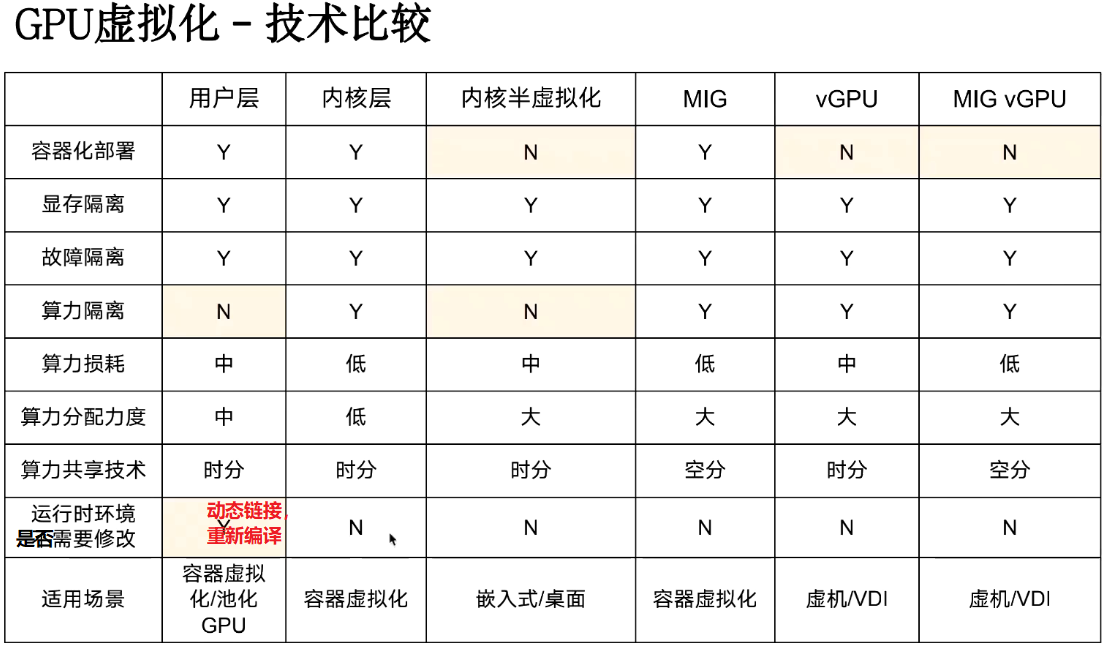 GPU虚拟化 - 技术比较
用户层 内核层 内核半虚拟化 MIG vGPU MIG vGPU
容器化部署 Y Y N Y N N
显存隔离 Y Y Y Y Y Y
故障隔离 Y Y Y Y Y Y
算力隔离 N Y N Y Y Y
算力损耗 中 低 中 低 中 低
算力分配力度 中 低 大 大 大 大
算力共享技术 时分 时分 时分 空分 时分 空分
运行时环境
是否需要修改
Y
动态链接,
重新编译
N N N N N
适用场景
容器虚拟
化/池化
GPU
容器虚拟化 嵌入式/桌面 容器虚拟化 虚机/VDI 虚机/VDI